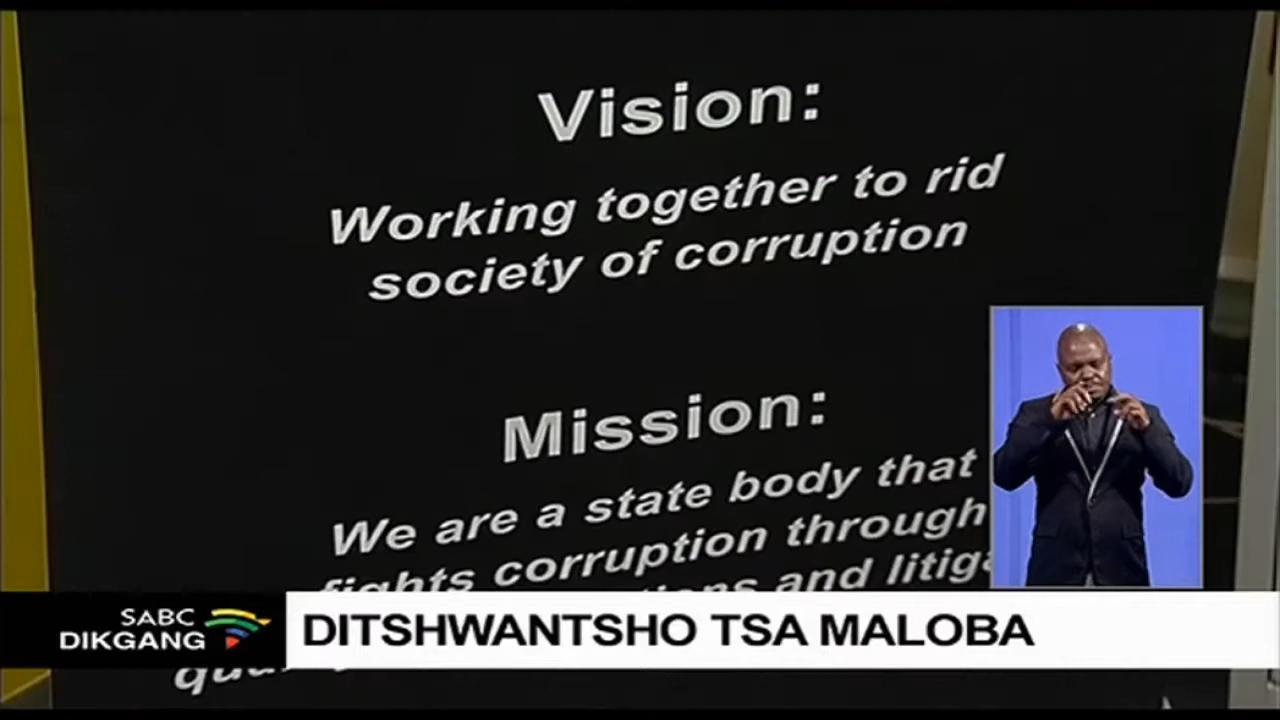 Vision:
Working together to rid
society of corruption
Mission:
We are a state body that
fights corruption through
and
SABC
DIKGANG
DITSHWANTSHO TSA MALOBA